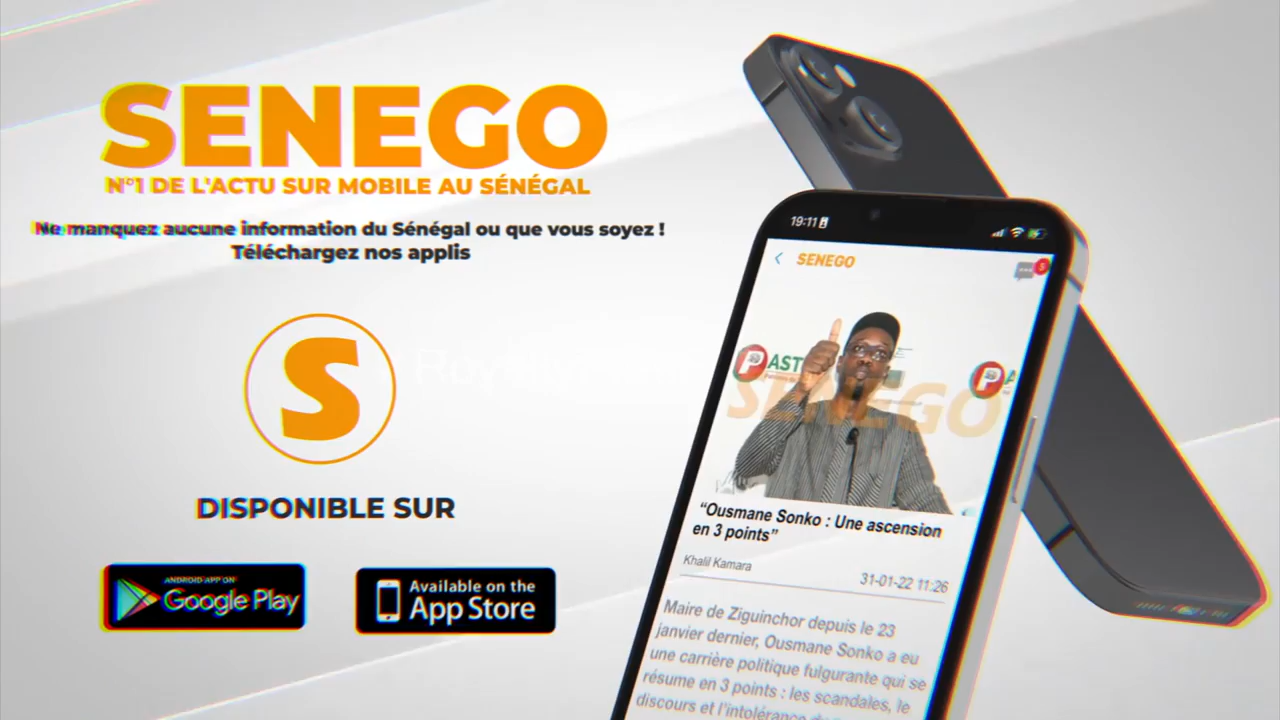 SENEGO
N°1 DE L'ACTU SUR MOBILE AU SÉNÉGAL
Ne manquez aucune information du Sénégal ou que vous soyez !
Téléchargez nos applis
S
DISPONIBLE SUR
ANDROID APP ON
Google Play
Available on the
App Store
19:11
SENEGO
5
PAST
PA
SENEGO
“Ousmane Sonko : Une ascension
en 3 points”
Khalil Kamara
31-01-22 11:26
Maire de Ziguinchor depuis le 23
janvier dernier, Ousmane Sonko a eu
une carrière politique fulgurante qui se
résume en 3 points : les scandales, le
discours et l'intolérance